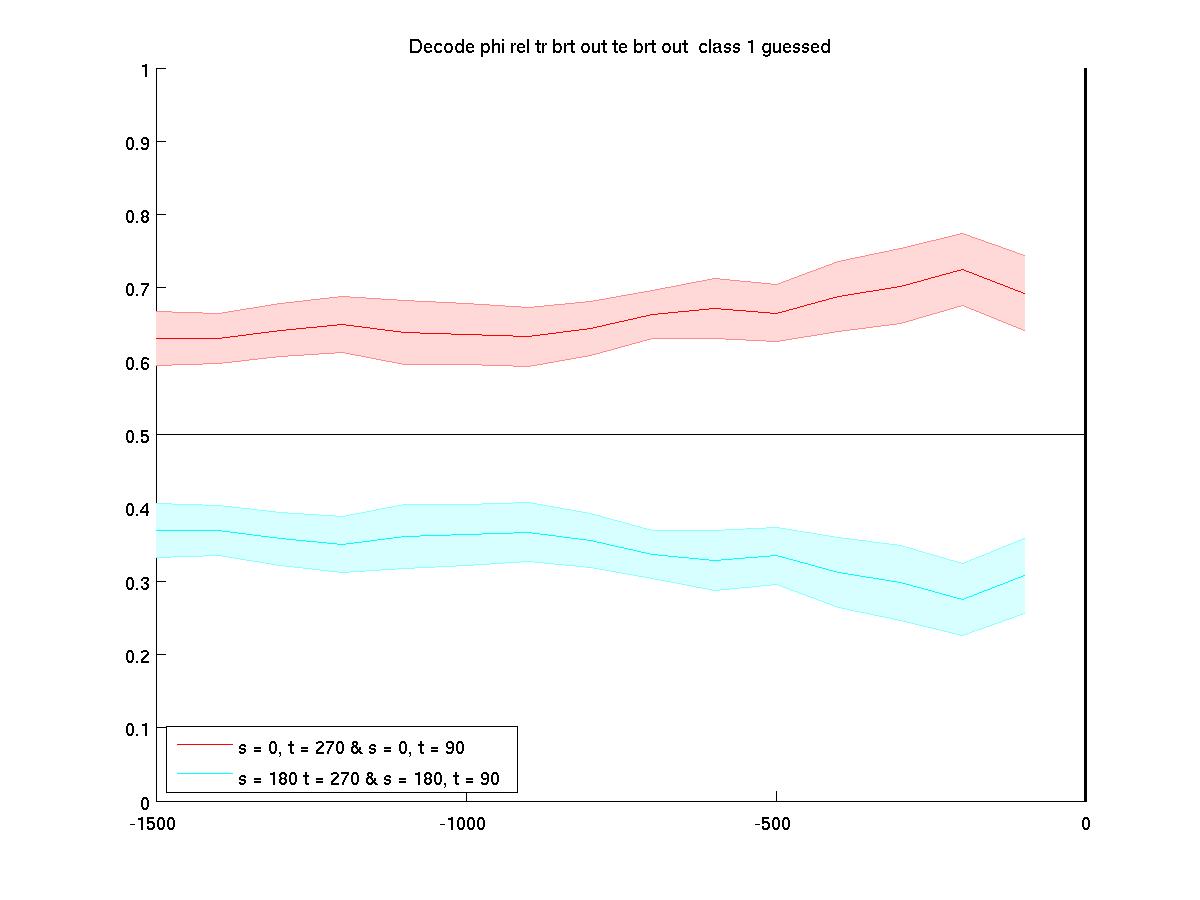 Decode phi rel tr brt out te brt out  class 1 guessed
1
0.9
0.8
0.7
0.6
0.5
0.4
0.3
0.2
0.1
0
s = 0, t = 270 & s = 0, t = 90
s = 180 t = 270 & s = 180, t = 90
-1500 -1000 -500 0